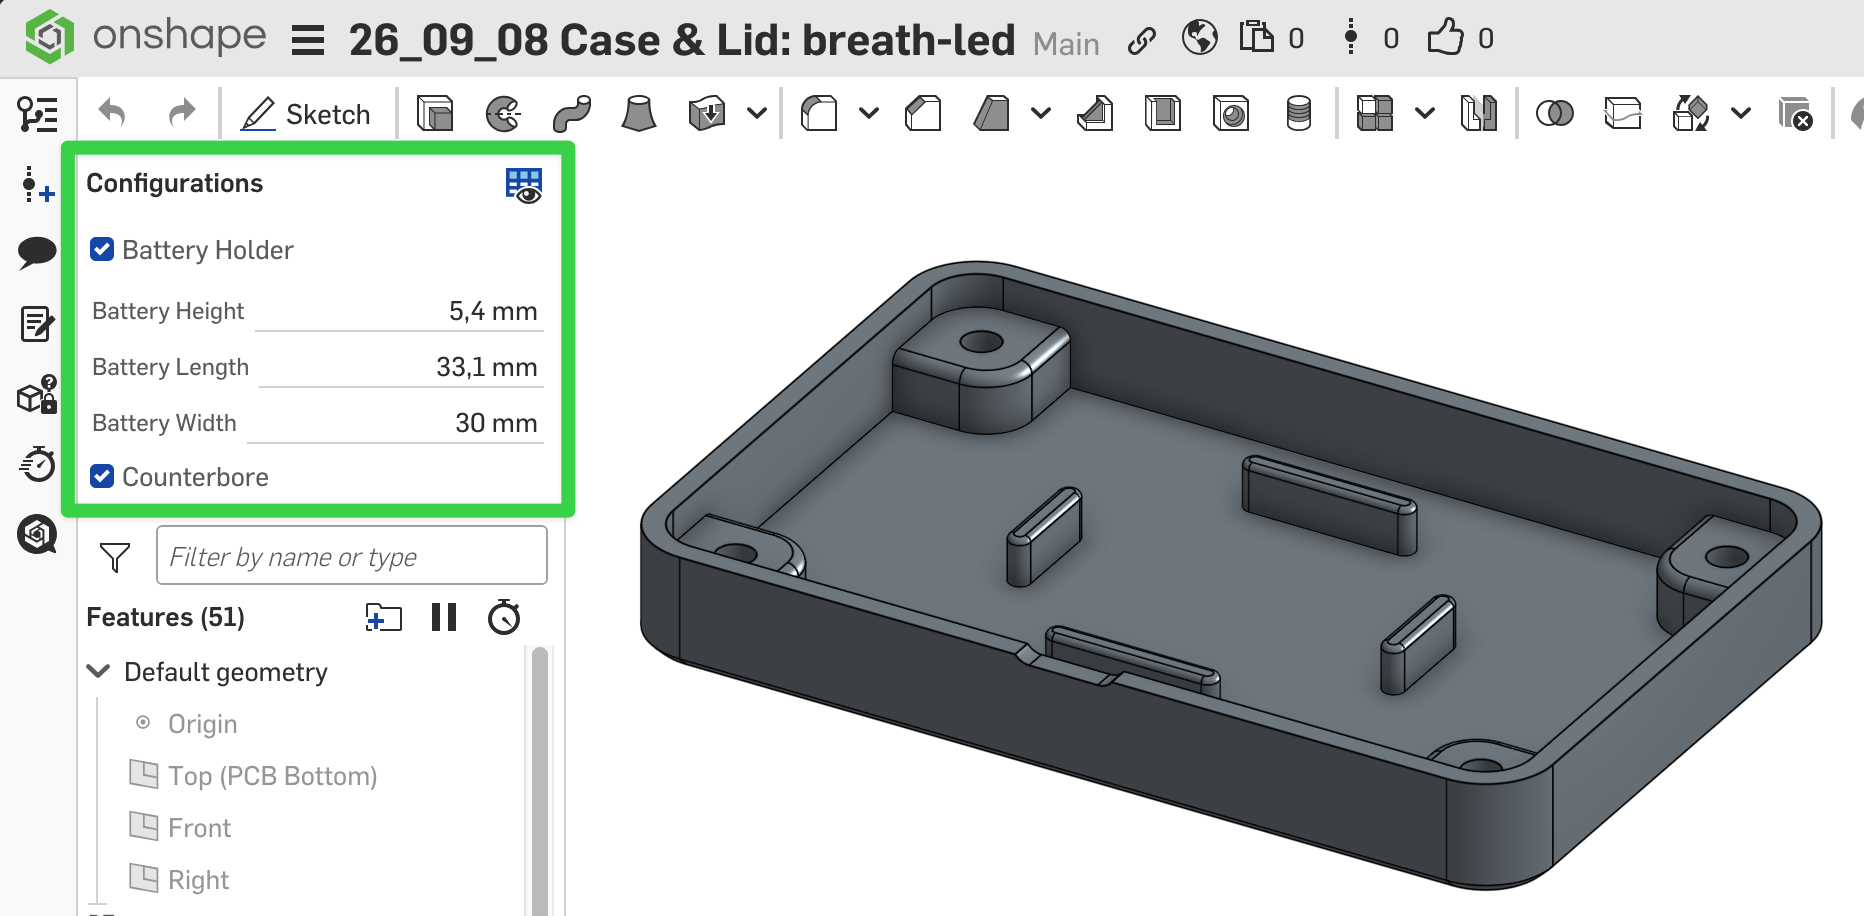 onshape 26_09_08 Case & Lid: breath-led Main 0 0 0
Sketch
Configurations
Battery Holder
Battery Height 5,4 mm
Battery Length 33,1 mm
Battery Width 30 mm
Counterbore
Filter by name or type
Features (51)
Default geometry
Origin
Top (PCB Bottom)
Front
Right